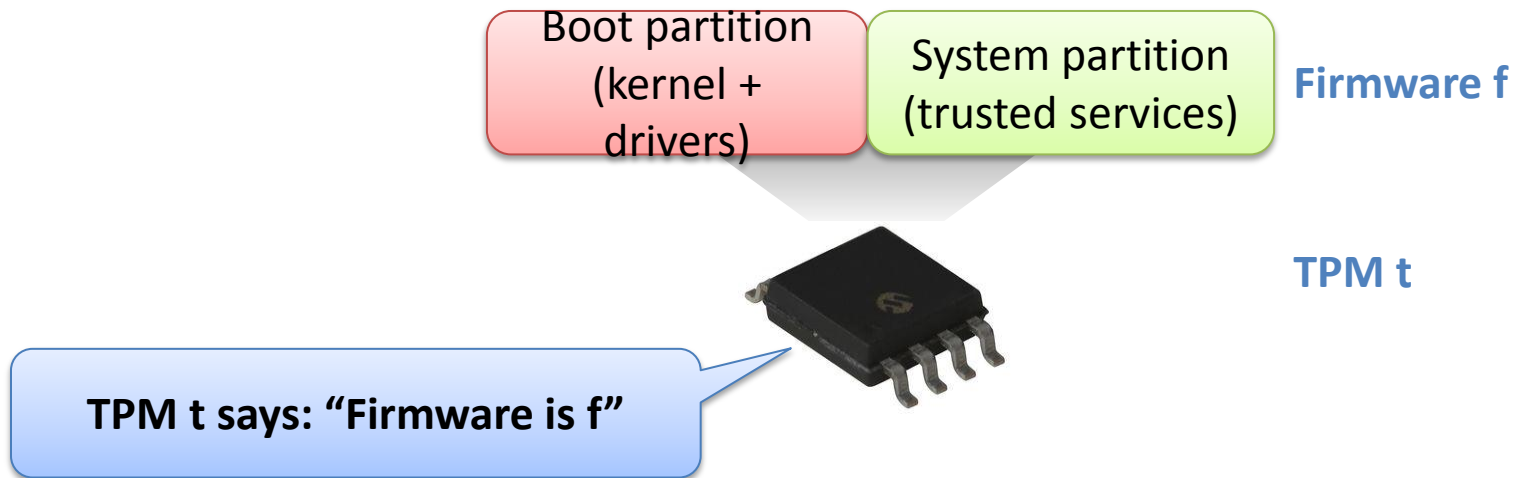 Boot partition
(kernel +
drivers)
System partition
(trusted services)
Firmware f
TPM t
TPM t says: “Firmware is f”